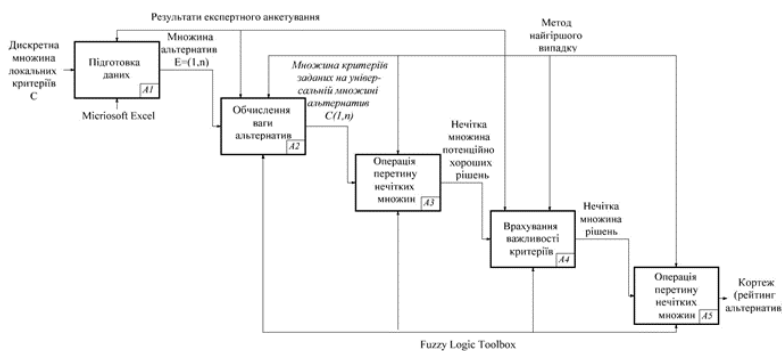 Результати експертного анкетування
Метод
найгіршого
випадку
Дискретна
множина
локальних
критеріїв
C
Підготовка
даних
A1
Множина
альтернатив
E=(1,n)
Micriosoft Excel
Обчислення
ваги
альтернатив
A2
Множина критеріїв
заданих на універ-
сальній множині
альтернатив
C(1,n)
Операція
перетину
нечітких
множин
A3
Нечітка
множина
потенційно
хороших
рішень
Врахування
важливості
критеріїв
A4
Нечітка
множина
рішень
Операція
перетину
нечітких
множин
A5
Кортеж
(рейтинг
альтернатив
Fuzzy Logic Toolbox